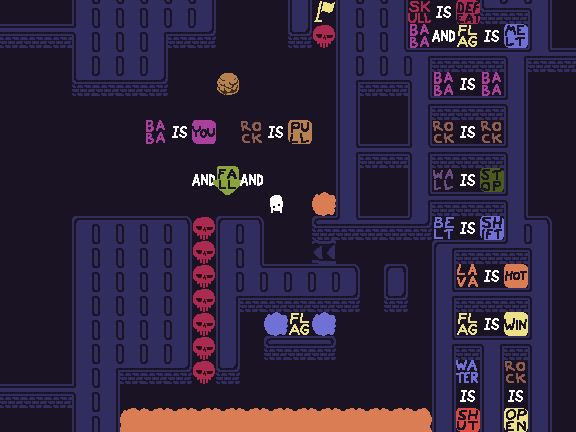 SKULL IS DEFEAT
BABA AND FLAG IS MELT
BABA IS BABA
BABA IS YOU
ROCK IS PULL
ROCK IS ROCK
AND FALL AND
WALL IS STOP
BELT IS SHIFT
LAVA IS HOT
FLAG
FLAG IS WIN
WATER IS SHUT
ROCK IS OPEN